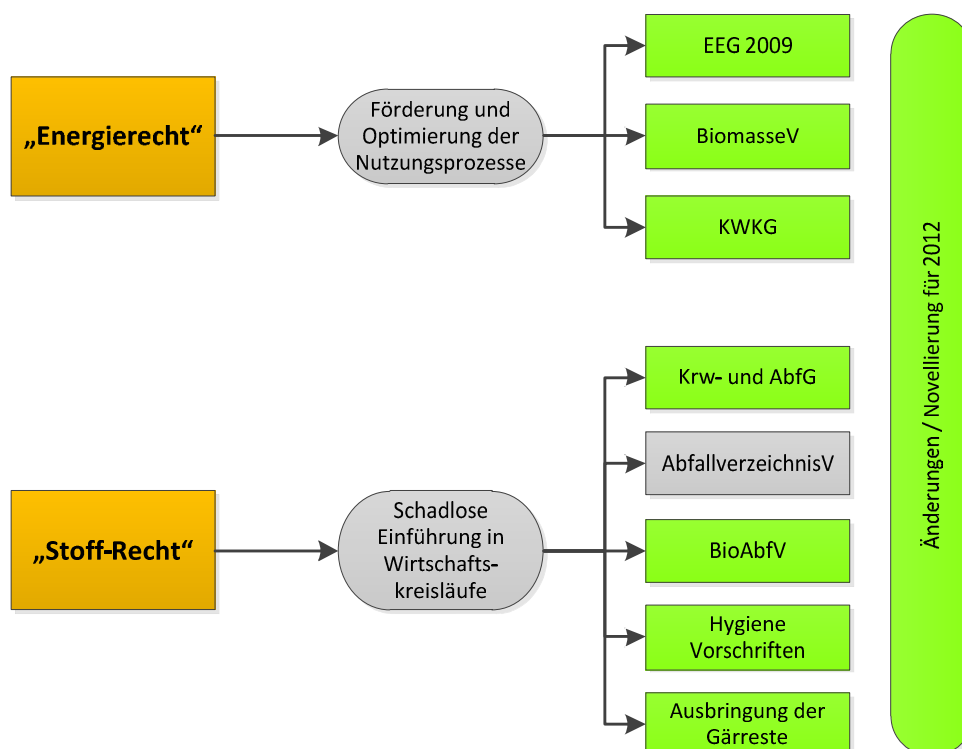 „Energierecht“
Förderung und
Optimierung der
Nutzungsprozesse
EEG 2009
BiomasseV
KWKG
„Stoff-Recht“
Schadlose
Einführung in
Wirtschafts-
kreisläufe
Krw- und AbfG
AbfallverzeichnisV
BioAbfV
Hygiene
Vorschriften
Ausbringung der
Gärreste
Änderungen / Novellierung für 2012